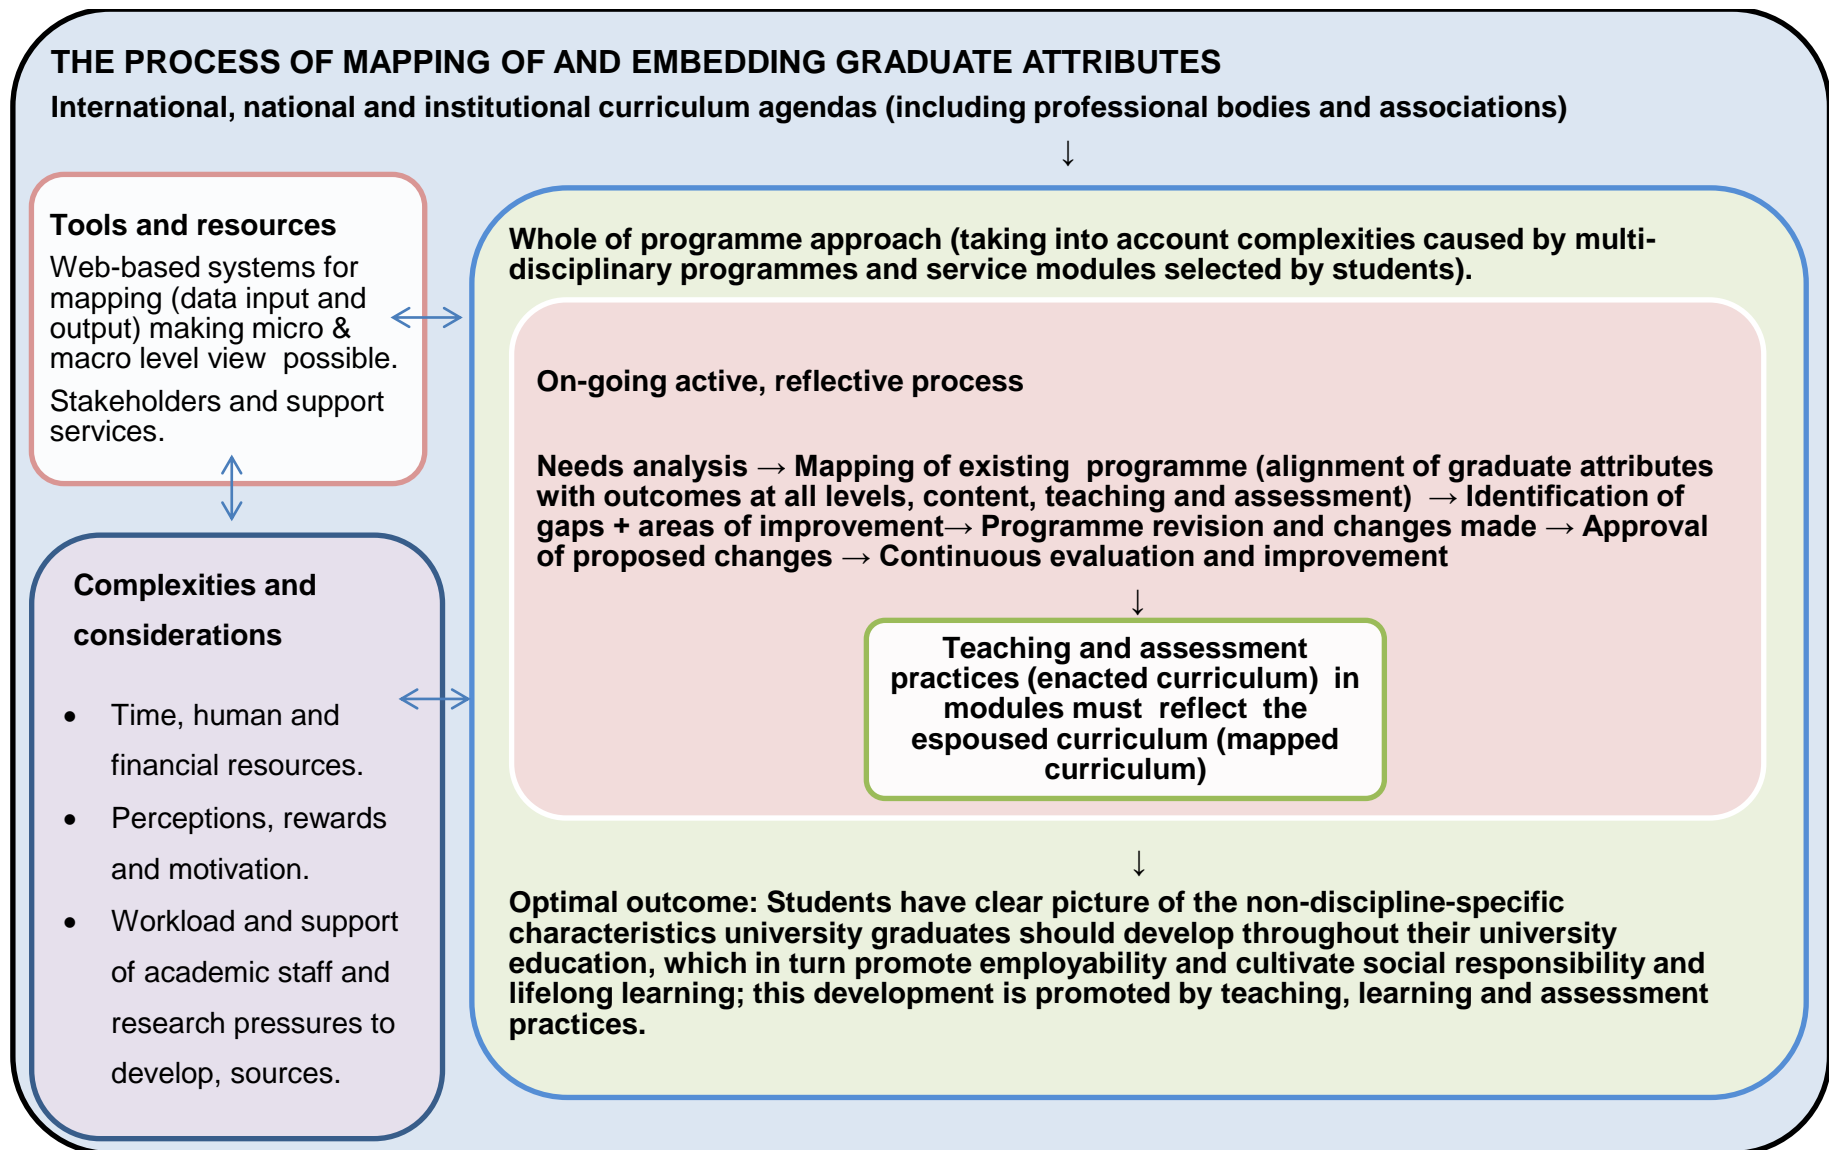 THE PROCESS OF MAPPING OF AND EMBEDDING GRADUATE ATTRIBUTES
International, national and institutional curriculum agendas (including professional bodies and associations)
↓
Tools and resources
Web-based systems for
mapping (data input and
output) making micro &
macro level view possible.
Stakeholders and support
services.
Complexities and
considerations
• Time, human and
financial resources.
• Perceptions, rewards
and motivation.
• Workload and support
of academic staff and
research pressures to
develop, sources.
Whole of programme approach (taking into account complexities caused by multi-
disciplinary programmes and service modules selected by students).
On-going active, reflective process
Needs analysis → Mapping of existing programme (alignment of graduate attributes
with outcomes at all levels, content, teaching and assessment) → Identification of
gaps + areas of improvement→ Programme revision and changes made → Approval
of proposed changes → Continuous evaluation and improvement
↓
Teaching and assessment
practices (enacted curriculum) in
modules must reflect the
espoused curriculum (mapped
curriculum)
↓
Optimal outcome: Students have clear picture of the non-discipline-specific
characteristics university graduates should develop throughout their university
education, which in turn promote employability and cultivate social responsibility and
lifelong learning; this development is promoted by teaching, learning and assessment
practices.